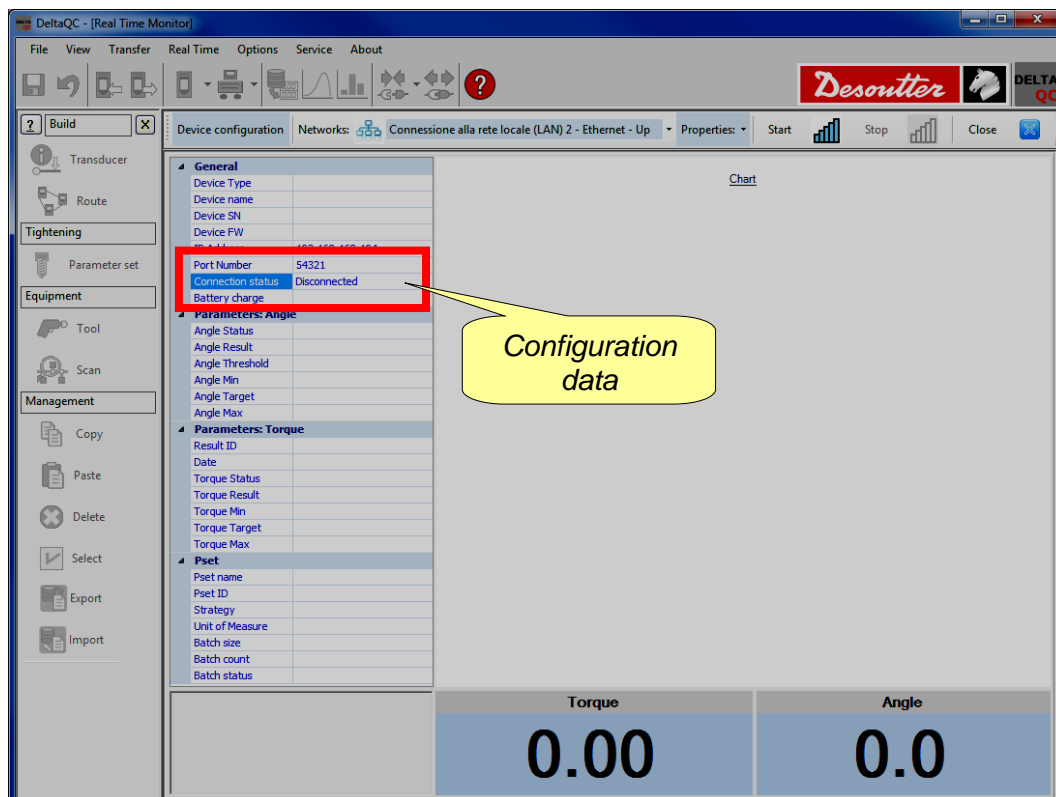 DeltaQC - [Real Time Monitor]
File View Transfer Real Time Options Service About
? Desoutter DELTA QC
? Build X
Device configuration Networks: Connessione alla rete locale (LAN) 2 - Ethernet - Up Properties: Start Stop Close
Transducer
Route
Tightening
Parameter set
Equipment
Tool
Scan
Management
Copy
Paste
Delete
Select
Export
Import
General
Device Type
Device name
Device SN
Device FW
Port Number 54321
Connection status Disconnected
Battery charge
Parameters: Angle
Angle Status
Angle Result
Angle Threshold
Angle Min
Angle Target
Angle Max
Parameters: Torque
Result ID
Date
Torque Status
Torque Result
Torque Min
Torque Target
Torque Max
Pset
Pset name
Pset ID
Strategy
Unit of Measure
Batch size
Batch count
Batch status
Chart
Configuration
data
Torque Angle
0.00 0.0